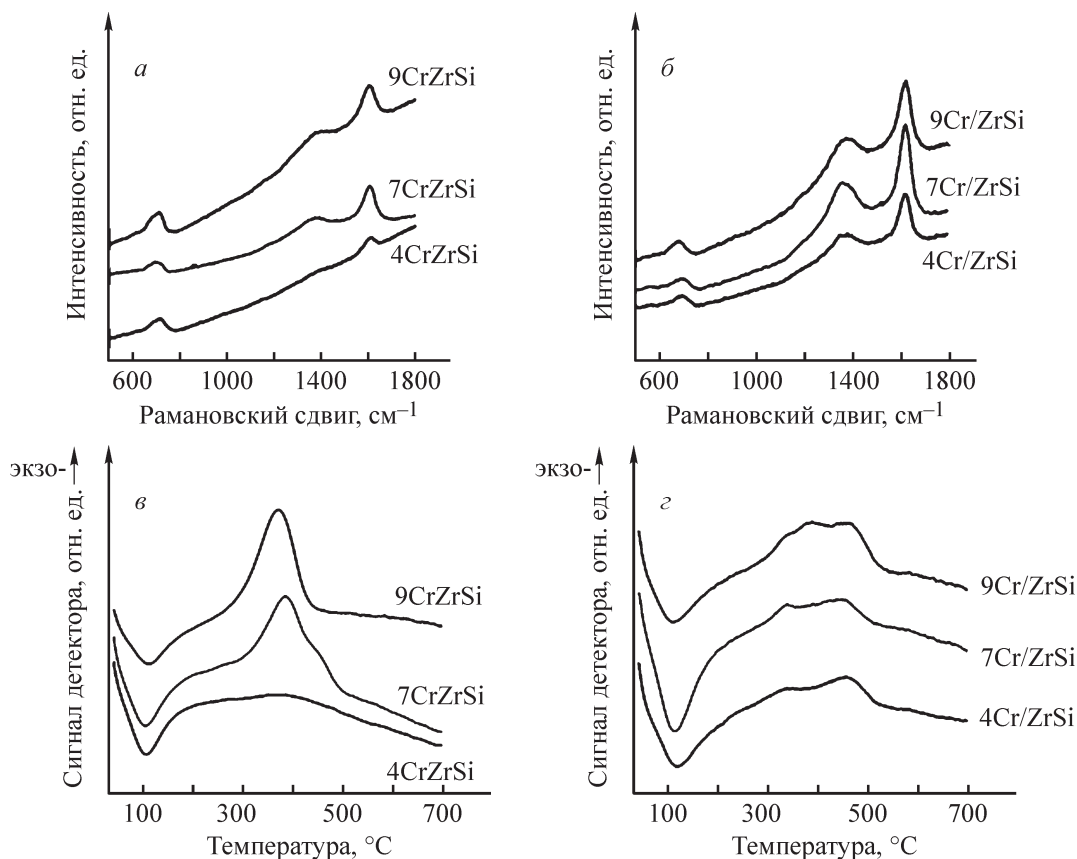 Интенсивность, отн. ед.
а
9CrZrSi
7CrZrSi
4CrZrSi
600 1000 1400 1800
Рамановский сдвиг, см–1
Интенсивность, отн. ед.
б
9Cr/ZrSi
7Cr/ZrSi
4Cr/ZrSi
600 1000 1400 1800
Рамановский сдвиг, см–1
экзо-
Сигнал детектора, отн. ед.
в
9CrZrSi
7CrZrSi
4CrZrSi
100 300 500 700
Температура, °C
экзо-
Сигнал детектора, отн. ед.
г
9Cr/ZrSi
7Cr/ZrSi
4Cr/ZrSi
100 300 500 700
Температура, °C